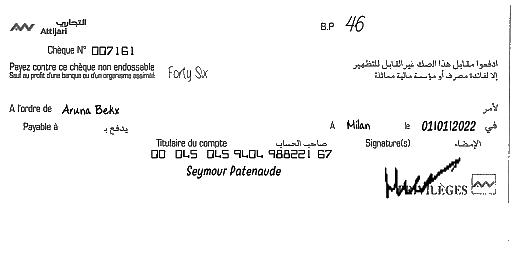 التجاري
Attijari
B.P 46
Chèque N° 007161
Payez contre ce chèque non endossable
Sauf au profit d'une banque ou d'un organisme assimilé
Forty Six
ادفعوا مقابل هذا الصك غير القابل للتظهير
إلا لفائدة مصرف أو مؤسسة مالية مماثلة
A l'ordre de Aruna Bekx لأمر
Payable à يدفع بـ A Milan le 01/01/2022 في
Titulaire du compte صاحب الحساب Signature(s) الإمضاء
00 045 045 9404 988221 67
Seymour Patenaude
PRIVILÈGES